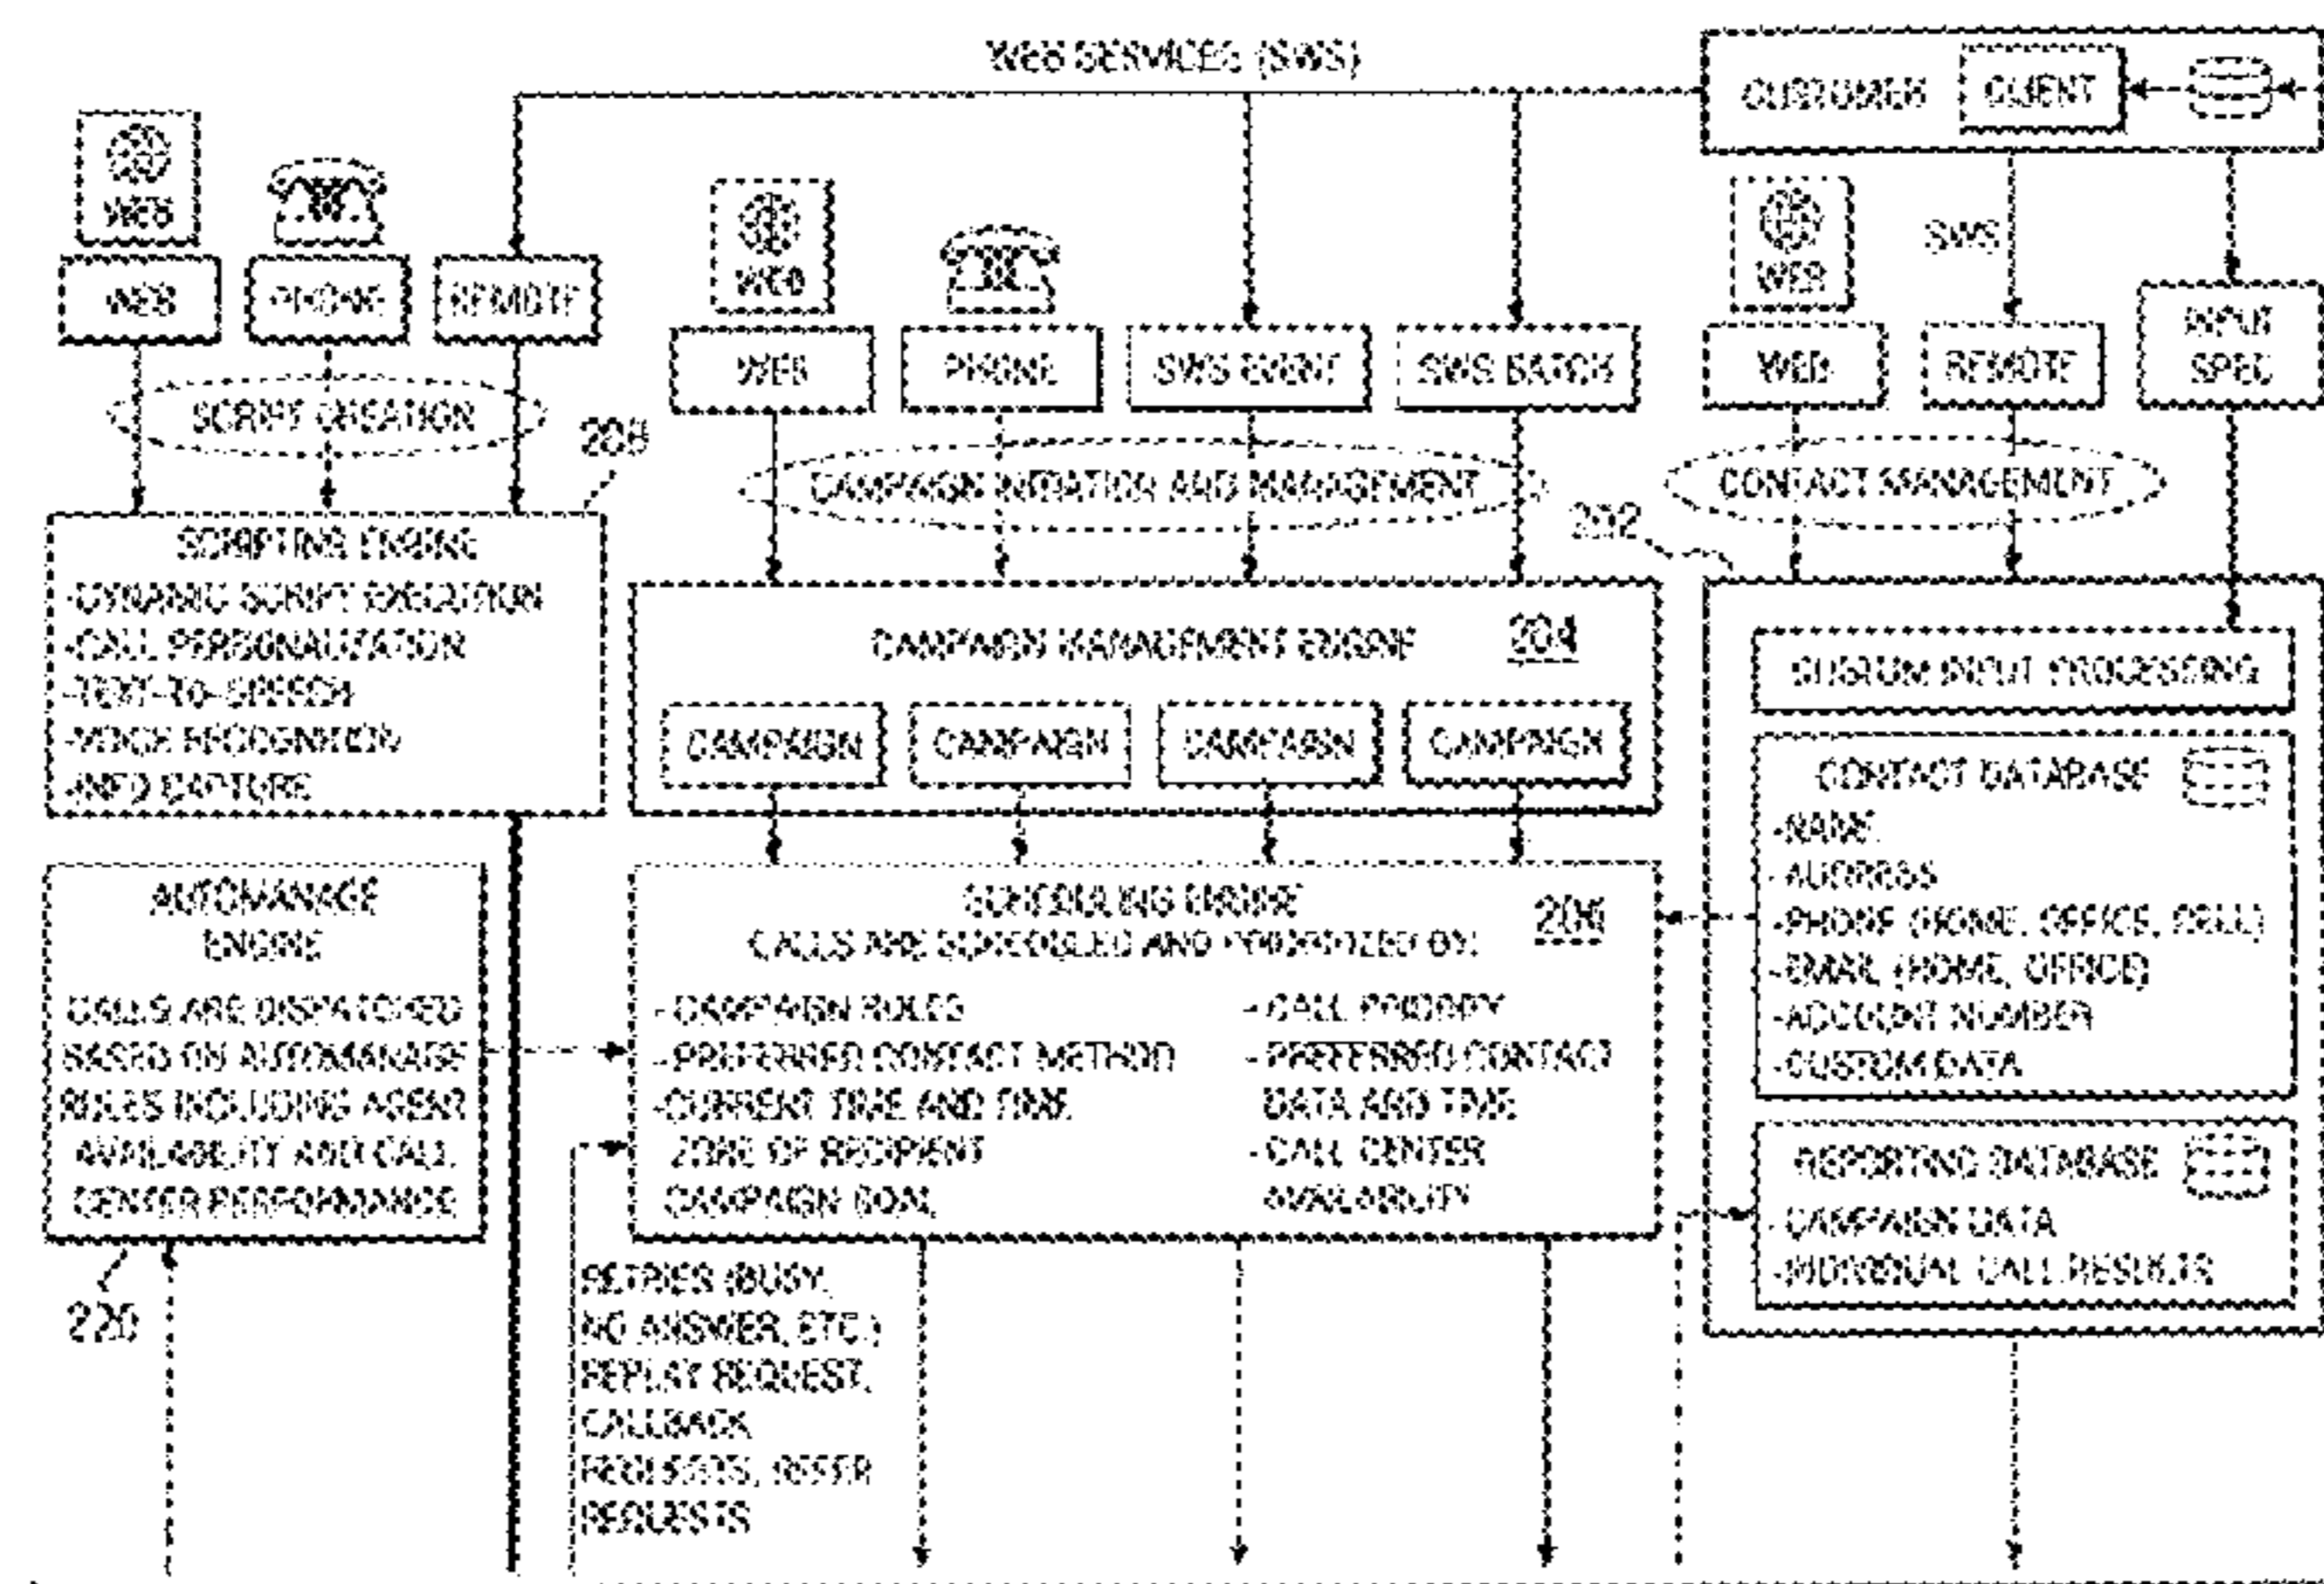 WEB SERVICES (SWS)
CUSTOMER
CLIENT
WEB
WEB
PHONE
REMOTE
SCRIPT CREATION
208
WEB
WEB
PHONE
SWS EVENT
SWS BATCH
CAMPAIGN INITIATION AND MANAGEMENT
WEB
SWS
WEB
REMOTE
INPUT
SPEC
CONTACT MANAGEMENT
202
SCRIPTING ENGINE
-DYNAMIC SCRIPT EXECUTION
-CALL PERSONALIZATION
-TEXT-TO-SPEECH
-VOICE RECOGNITION
-INFO CAPTURE
CAMPAIGN MANAGEMENT ENGINE
204
CAMPAIGN
CAMPAIGN
CAMPAIGN
CAMPAIGN
CUSTOM INPUT PROCESSING
CONTACT DATABASE
-NAME
-ADDRESS
-PHONE (HOME, OFFICE, CELL)
-EMAIL (HOME, OFFICE)
-ACCOUNT NUMBER
-CUSTOM DATA
REPORTING DATABASE
-CAMPAIGN DATA
-INDIVIDUAL CALL RESULTS
AUTOMANAGE
ENGINE
CALLS ARE DISPATCHED
BASED ON AUTOMANAGE
RULES INCLUDING AGENT
AVAILABILITY AND CALL
CENTER PERFORMANCE
220
SCHEDULING ENGINE
206
CALLS ARE SCHEDULED AND PRIORITIZED BY:
-CAMPAIGN RULES
-PREFERRED CONTACT METHOD
-CURRENT TIME AND TIME
ZONE OF RECIPIENT
CAMPAIGN GOAL
-CALL PRIORITY
-PREFERRED CONTACT
DATA AND TIME
-CALL CENTER
AVAILABILITY
RETRIES (BUSY,
NO ANSWER, ETC.)
REPLAY REQUEST,
CALLBACK
REQUESTS, DEFER
REQUESTS